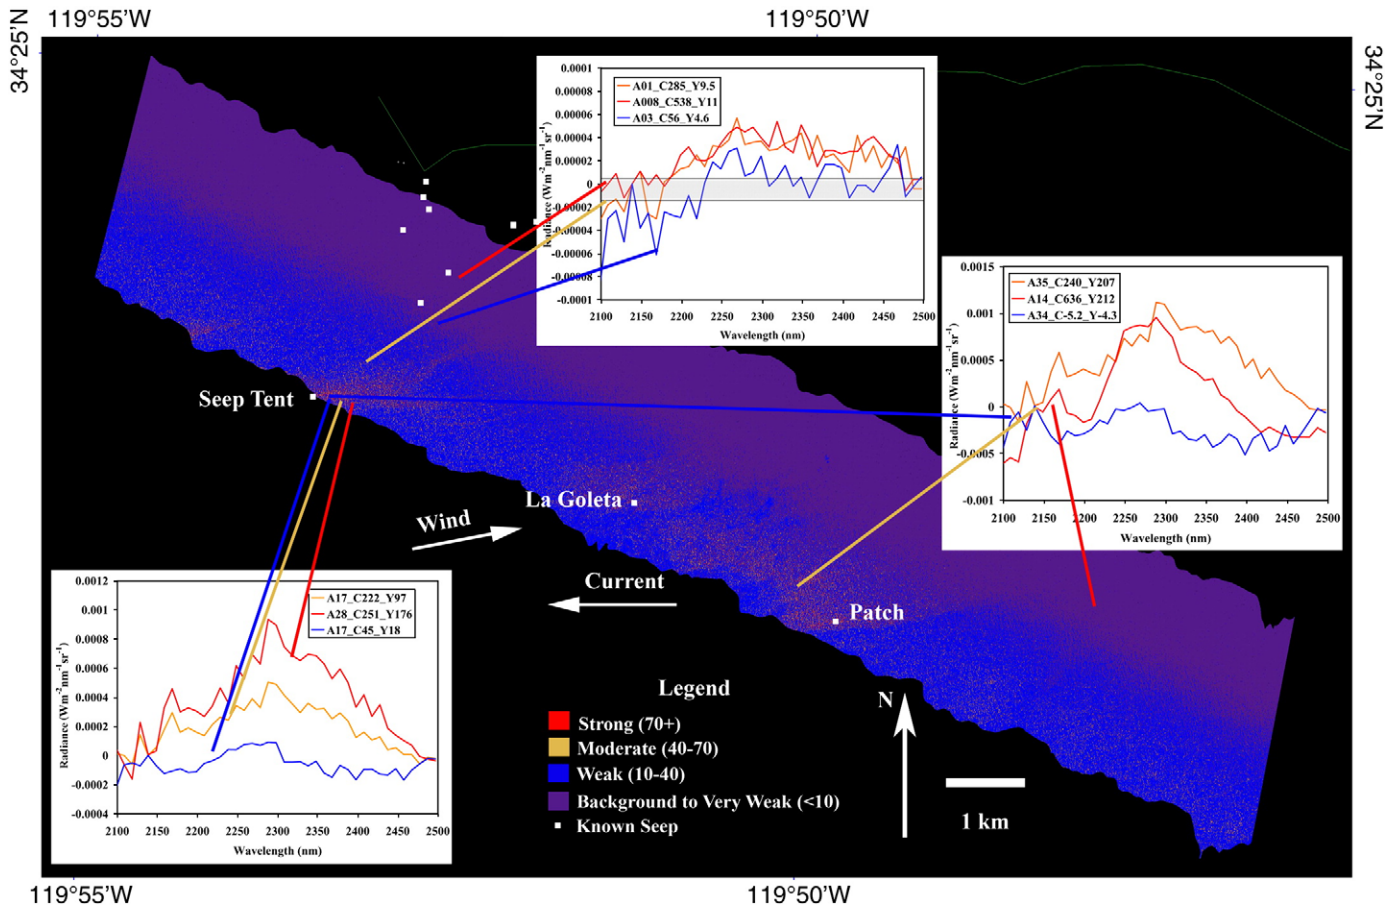 119°55'W
119°50'W
34°25'N
34°25'N
0.0001
0.00008
0.00006
0.00004
0.00002
0
-0.00002
-0.00004
-0.00006
-0.00008
-0.0001
Radiance (Wm-2nm-1sr-1)
A01_C285_Y9.5
A008_C538_Y11
A03_C56_Y4.6
2100 2150 2200 2250 2300 2350 2400 2450 2500
Wavelength (nm)
0.0015
0.001
0.0005
0
-0.0005
-0.001
Radiance (Wm-2nm-1sr-1)
A35_C240_Y207
A14_C636_Y212
A34_C-5.2_Y-4.3
2100 2150 2200 2250 2300 2350 2400 2450 2500
Wavelength (nm)
Seep Tent
La Goleta
Wind
Current
Patch
0.0012
0.001
0.0008
0.0006
0.0004
0.0002
0
-0.0002
-0.0004
Radiance (Wm-2nm-1sr-1)
A17_C222_Y97
A28_C251_Y176
A17_C45_Y18
2100 2150 2200 2250 2300 2350 2400 2450 2500
Wavelength (nm)
Legend
Strong (70+)
Moderate (40-70)
Weak (10-40)
Background to Very Weak (<10)
Known Seep
N
1 km
119°55'W
119°50'W